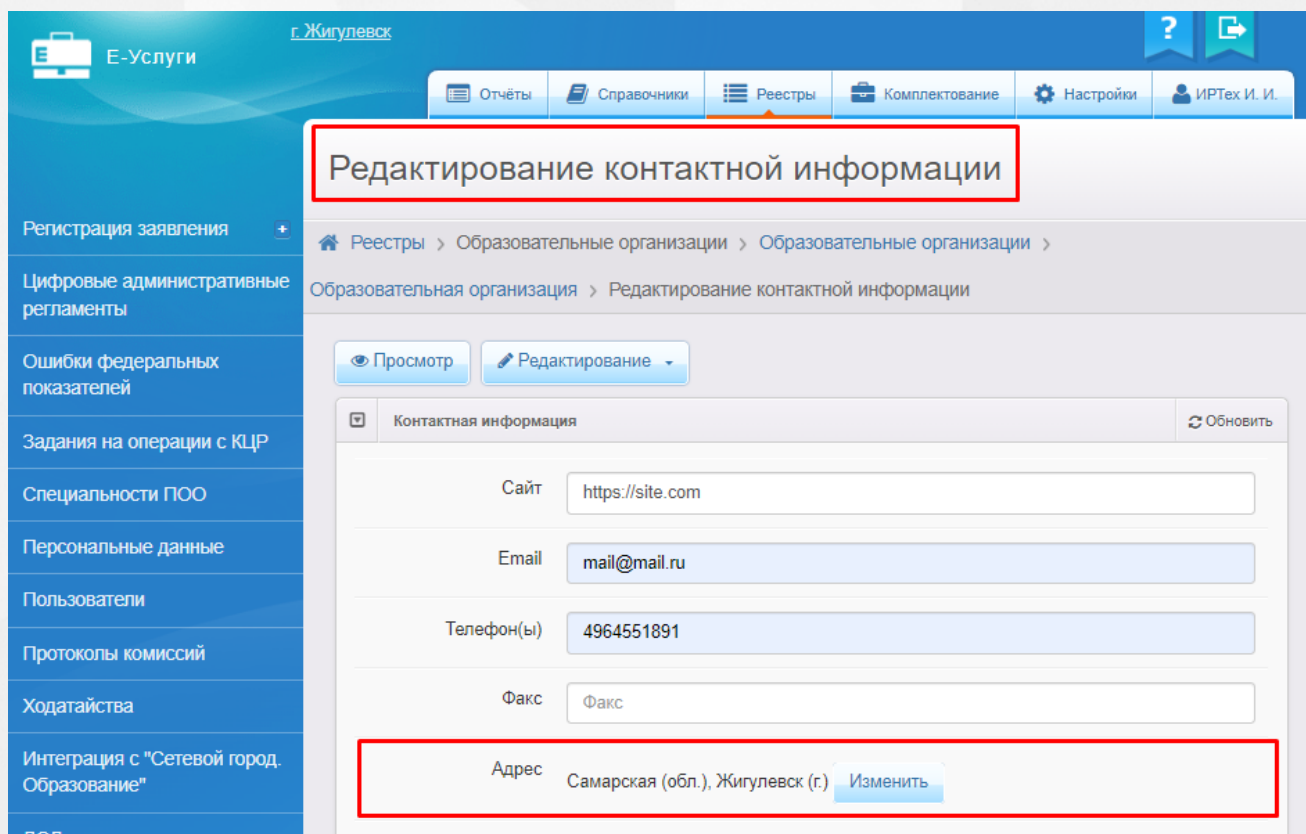 г. Жигулевск
?
E
Е-Услуги
Отчёты
Справочники
Реестры
Комплектование
Настройки
ИРТех И. И.
Редактирование контактной информации
Регистрация заявления
Цифровые административные
регламенты
Ошибки федеральных
показателей
Задания на операции с КЦР
Специальности ПОО
Персональные данные
Пользователи
Протоколы комиссий
Ходатайства
Интеграция с "Сетевой город.
Образование"
Реестры > Образовательные организации > Образовательные организации >
Образовательная организация > Редактирование контактной информации
Просмотр
Редактирование
Контактная информация
Обновить
Сайт
https://site.com
Email
mail@mail.ru
Телефон(ы)
4964551891
Факс
Факс
Адрес
Самарская (обл.), Жигулевск (г.)
Изменить